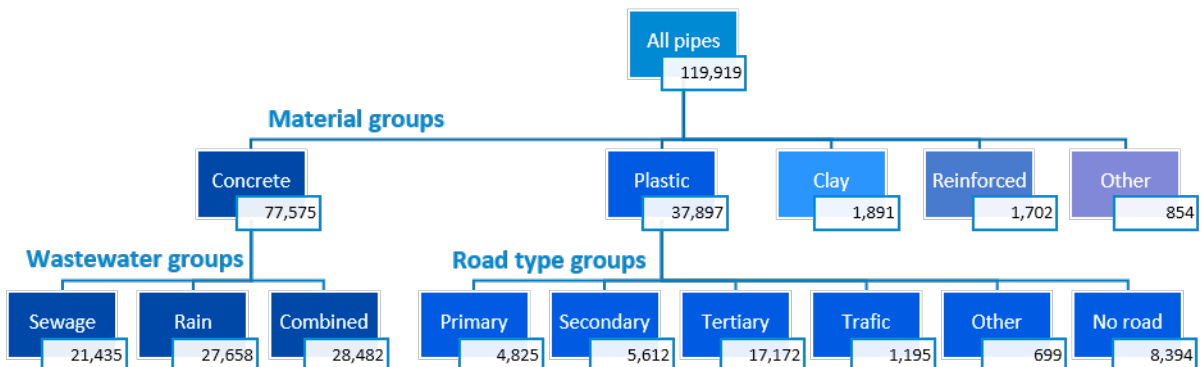 All pipes
119,919
Material groups
Concrete
77,575
Plastic
37,897
Clay
1,891
Reinforced
1,702
Other
854
Wastewater groups
Road type groups
Sewage
21,435
Rain
27,658
Combined
28,482
Primary
4,825
Secondary
5,612
Tertiary
17,172
Trafic
1,195
Other
699
No road
8,394